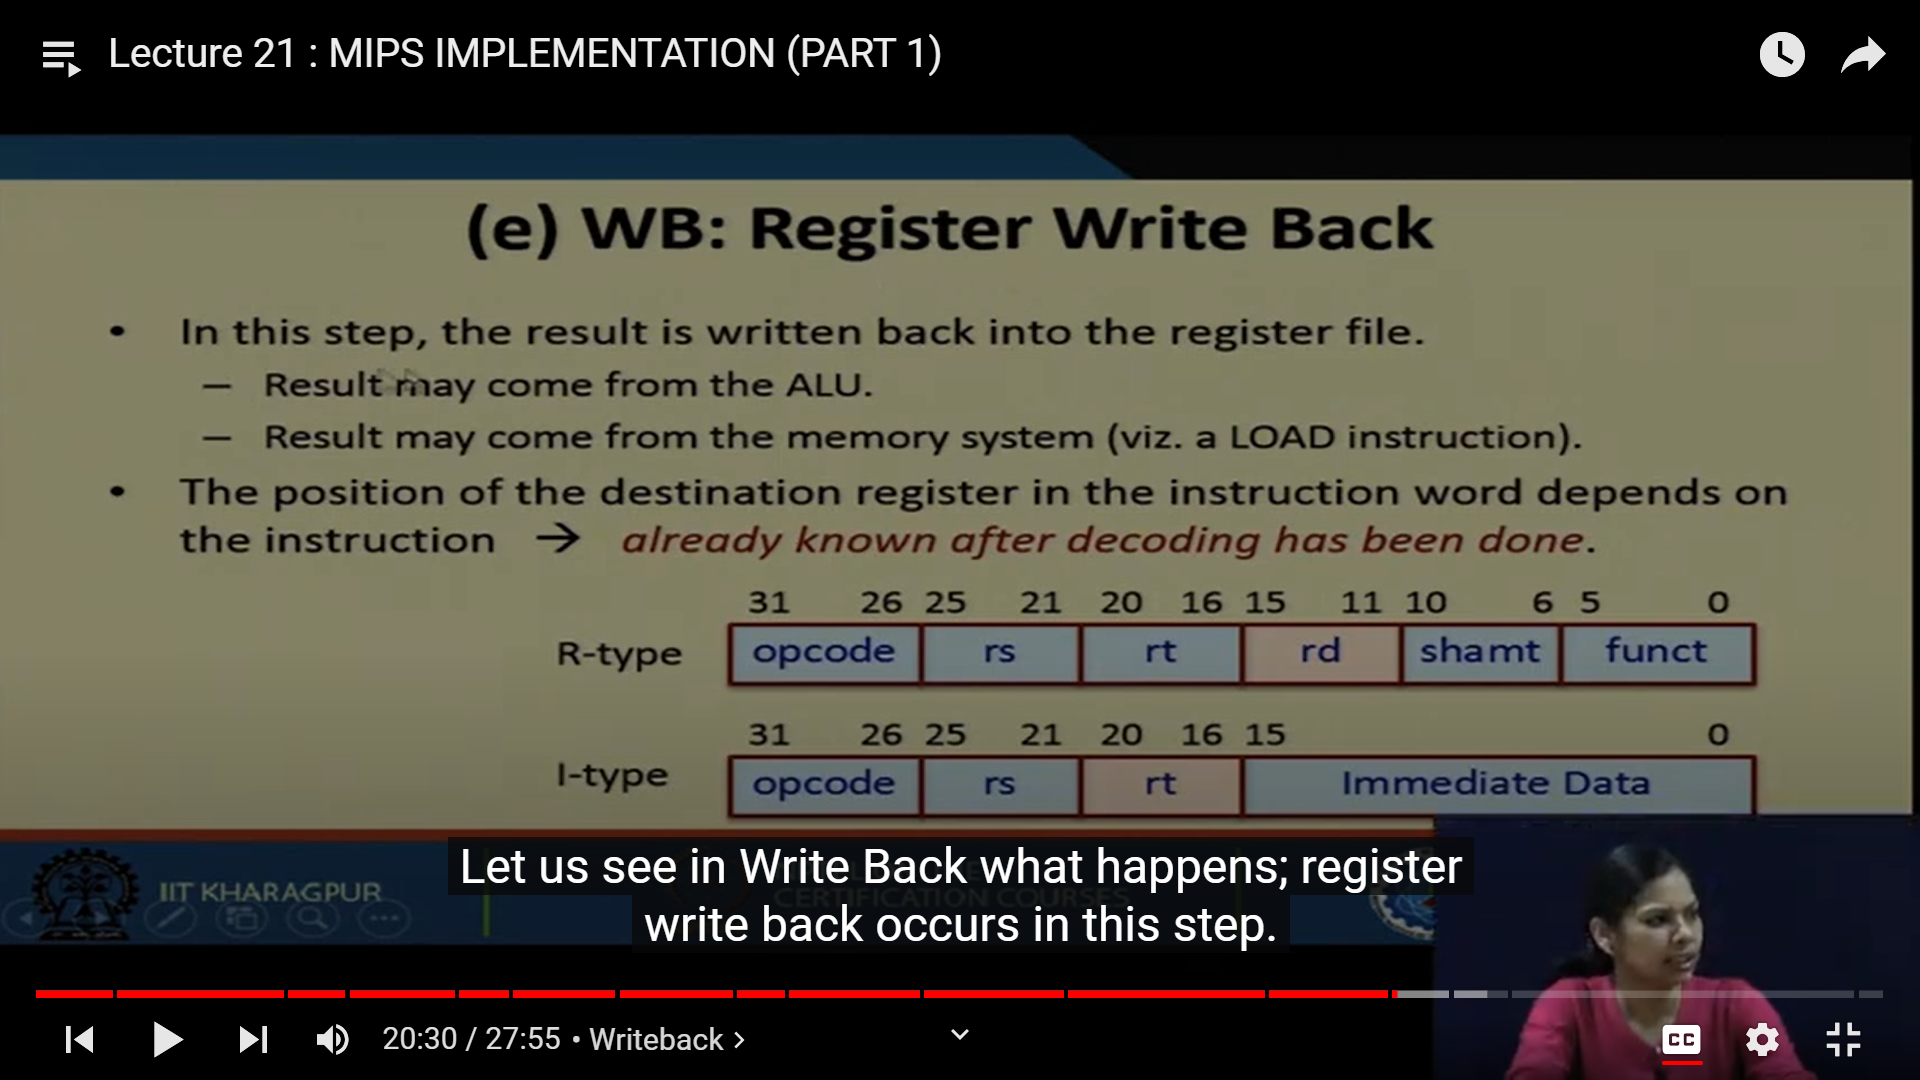 Lecture 21 : MIPS IMPLEMENTATION (PART 1)
(e) WB: Register Write Back
• In this step, the result is written back into the register file.
– Result may come from the ALU.
– Result may come from the memory system (viz. a LOAD instruction).
• The position of the destination register in the instruction word depends on
the instruction → already known after decoding has been done.
31 26 25 21 20 16 15 11 10 6 5 0
R-type opcode rs rt rd shamt funct
31 26 25 21 20 16 15 0
I-type opcode rs rt Immediate Data
Let us see in Write Back what happens; register
write back occurs in this step.
IIT KHARAGPUR
CERTIFICATION COURSES
20:30 / 27:55 • Writeback >
CC